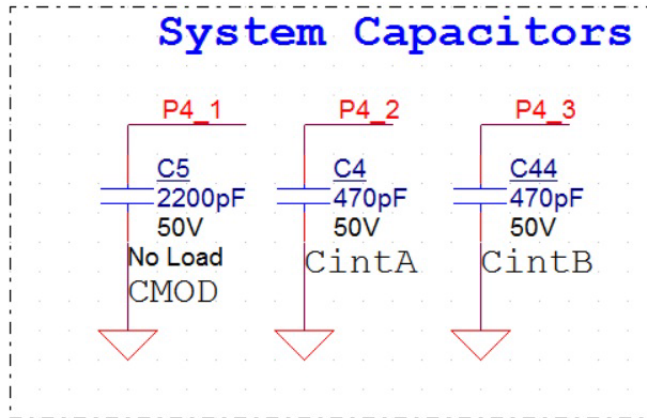 System Capacitors
P4_1
P4_2
P4_3
C5
2200pF
50V
No Load
CMOD
C4
470pF
50V
CintA
C44
470pF
50V
CintB